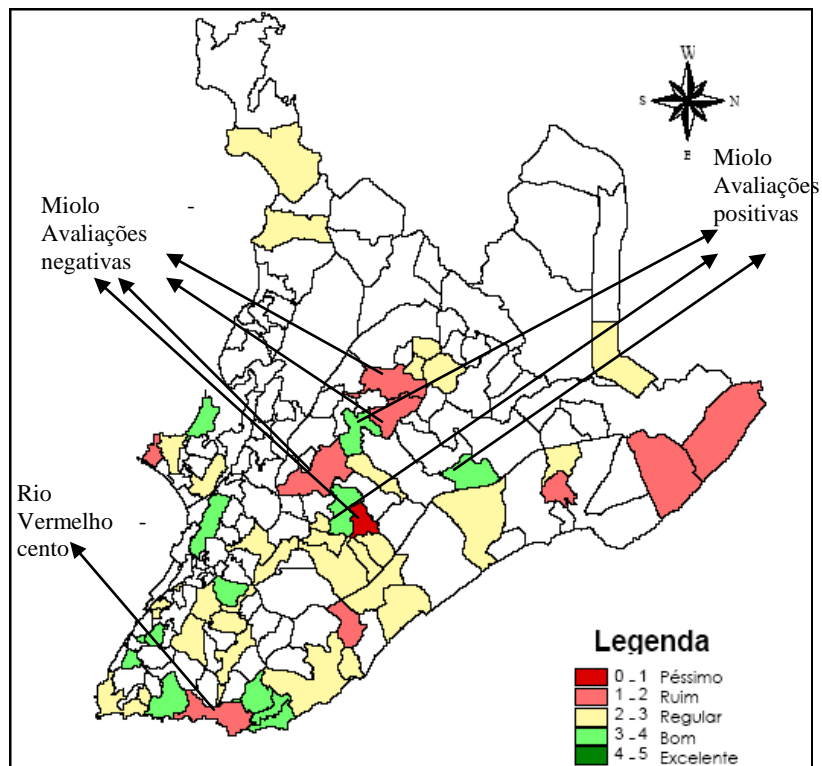 W
S
N
E
Miolo
Avaliações
positivas
Miolo -
Avaliações
negativas
Rio
Vermelho -
cento
Legenda
0 - 1 Péssimo
1 - 2 Ruim
2 - 3 Regular
3 - 4 Bom
4 - 5 Excelente